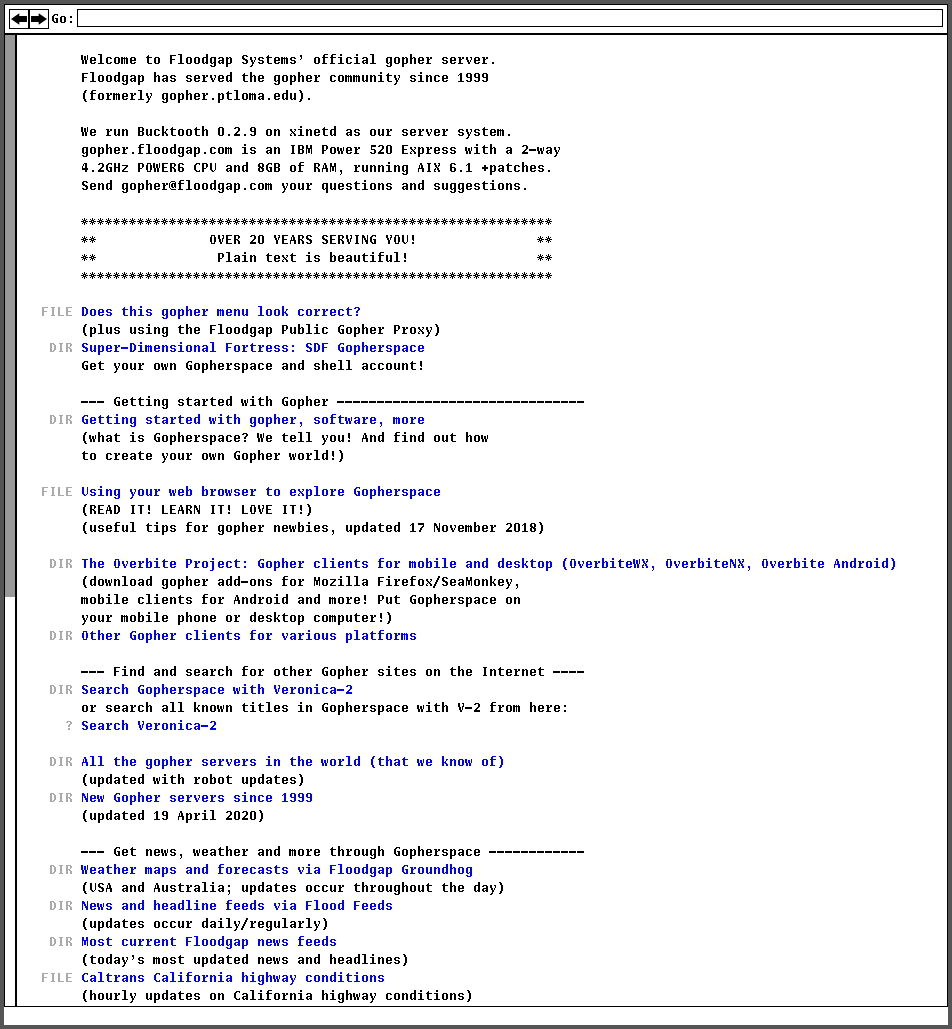 Go:
Welcome to Floodgap Systems' official gopher server.
Floodgap has served the gopher community since 1999
(formerly gopher.ptloma.edu).
We run Bucktooth 0.2.9 on xinetd as our server system.
gopher.floodgap.com is an IBM Power 520 Express with a 2-way
4.2GHz POWER6 CPU and 8GB of RAM, running AIX 6.1 +patches.
Send gopher@floodgap.com your questions and suggestions.
***********************************************************
** OVER 20 YEARS SERVING YOU! **
** Plain text is beautiful! **
***********************************************************
FILE Does this gopher menu look correct?
(plus using the Floodgap Public Gopher Proxy)
DIR Super-Dimensional Fortress: SDF Gopherspace
Get your own Gopherspace and shell account!
--- Getting started with Gopher -------------------------------
DIR Getting started with gopher, software, more
(what is Gopherspace? We tell you! And find out how
to create your own Gopher world!)
FILE Using your web browser to explore Gopherspace
(READ IT! LEARN IT! LOVE IT!)
(useful tips for gopher newbies, updated 17 November 2018)
DIR The Overbite Project: Gopher clients for mobile and desktop (OverbiteWX, OverbiteNX, Overbite Android)
(download gopher add-ons for Mozilla Firefox/SeaMonkey,
mobile clients for Android and more! Put Gopherspace on
your mobile phone or desktop computer!)
DIR Other Gopher clients for various platforms
--- Find and search for other Gopher sites on the Internet ----
DIR Search Gopherspace with Veronica-2
or search all known titles in Gopherspace with V-2 from here:
? Search Veronica-2
DIR All the gopher servers in the world (that we know of)
(updated with robot updates)
DIR New Gopher servers since 1999
(updated 19 April 2020)
--- Get news, weather and more through Gopherspace ------------
DIR Weather maps and forecasts via Floodgap Groundhog
(USA and Australia; updates occur throughout the day)
DIR News and headline feeds via Flood Feeds
(updates occur daily/regularly)
DIR Most current Floodgap news feeds
(today's most updated news and headlines)
FILE Caltrans California highway conditions
(hourly updates on California highway conditions)